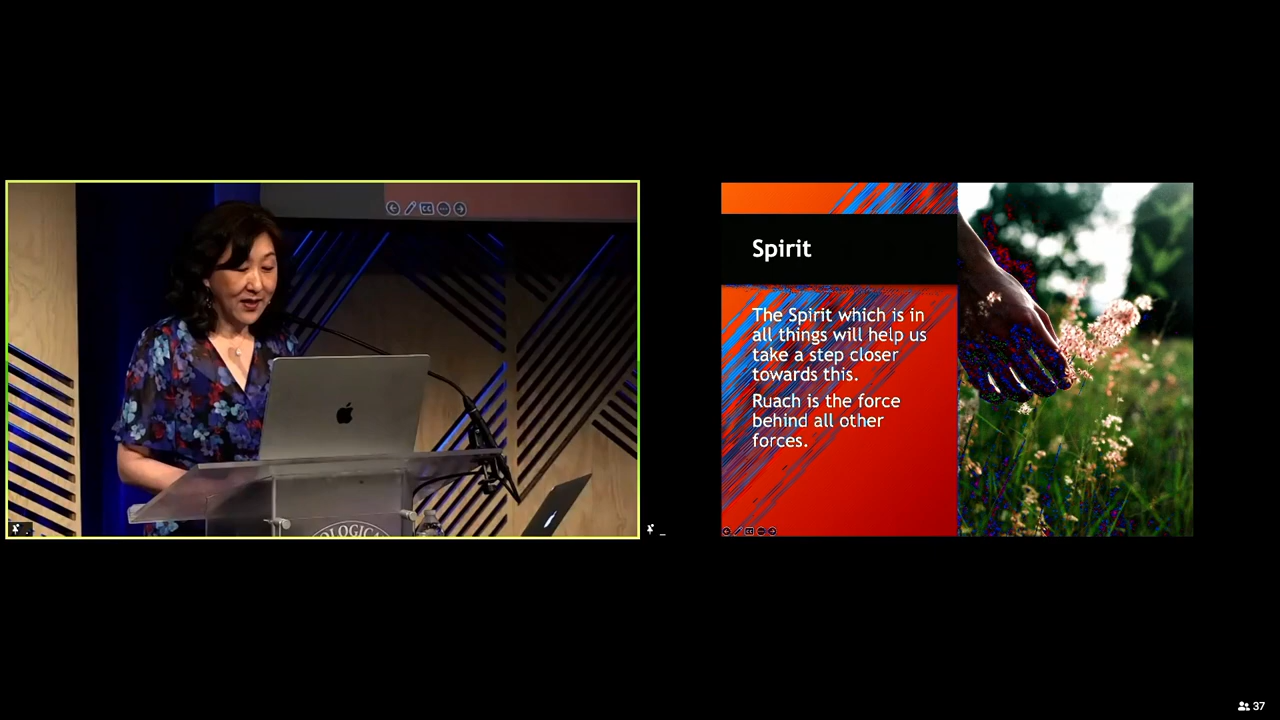 Spirit
The Spirit which is in
all things will help us
take a step closer
towards this.
Ruach is the force
behind all other
forces.
OLOGICA
37